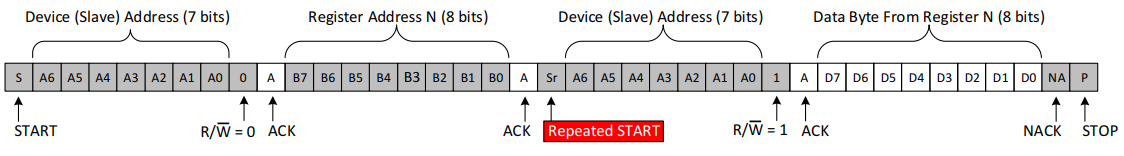 Device (Slave) Address (7 bits) Register Address N (8 bits) Device (Slave) Address (7 bits) Data Byte From Register N (8 bits)
S A6 A5 A4 A3 A2 A1 A0 0 A B7 B6 B5 B4 B3 B2 B1 B0 A Sr A6 A5 A4 A3 A2 A1 A0 1 A D7 D6 D5 D4 D3 D2 D1 D0 NA P
START R/W̅ = 0 ACK ACK Repeated START R/W̅ = 1 ACK NACK STOP